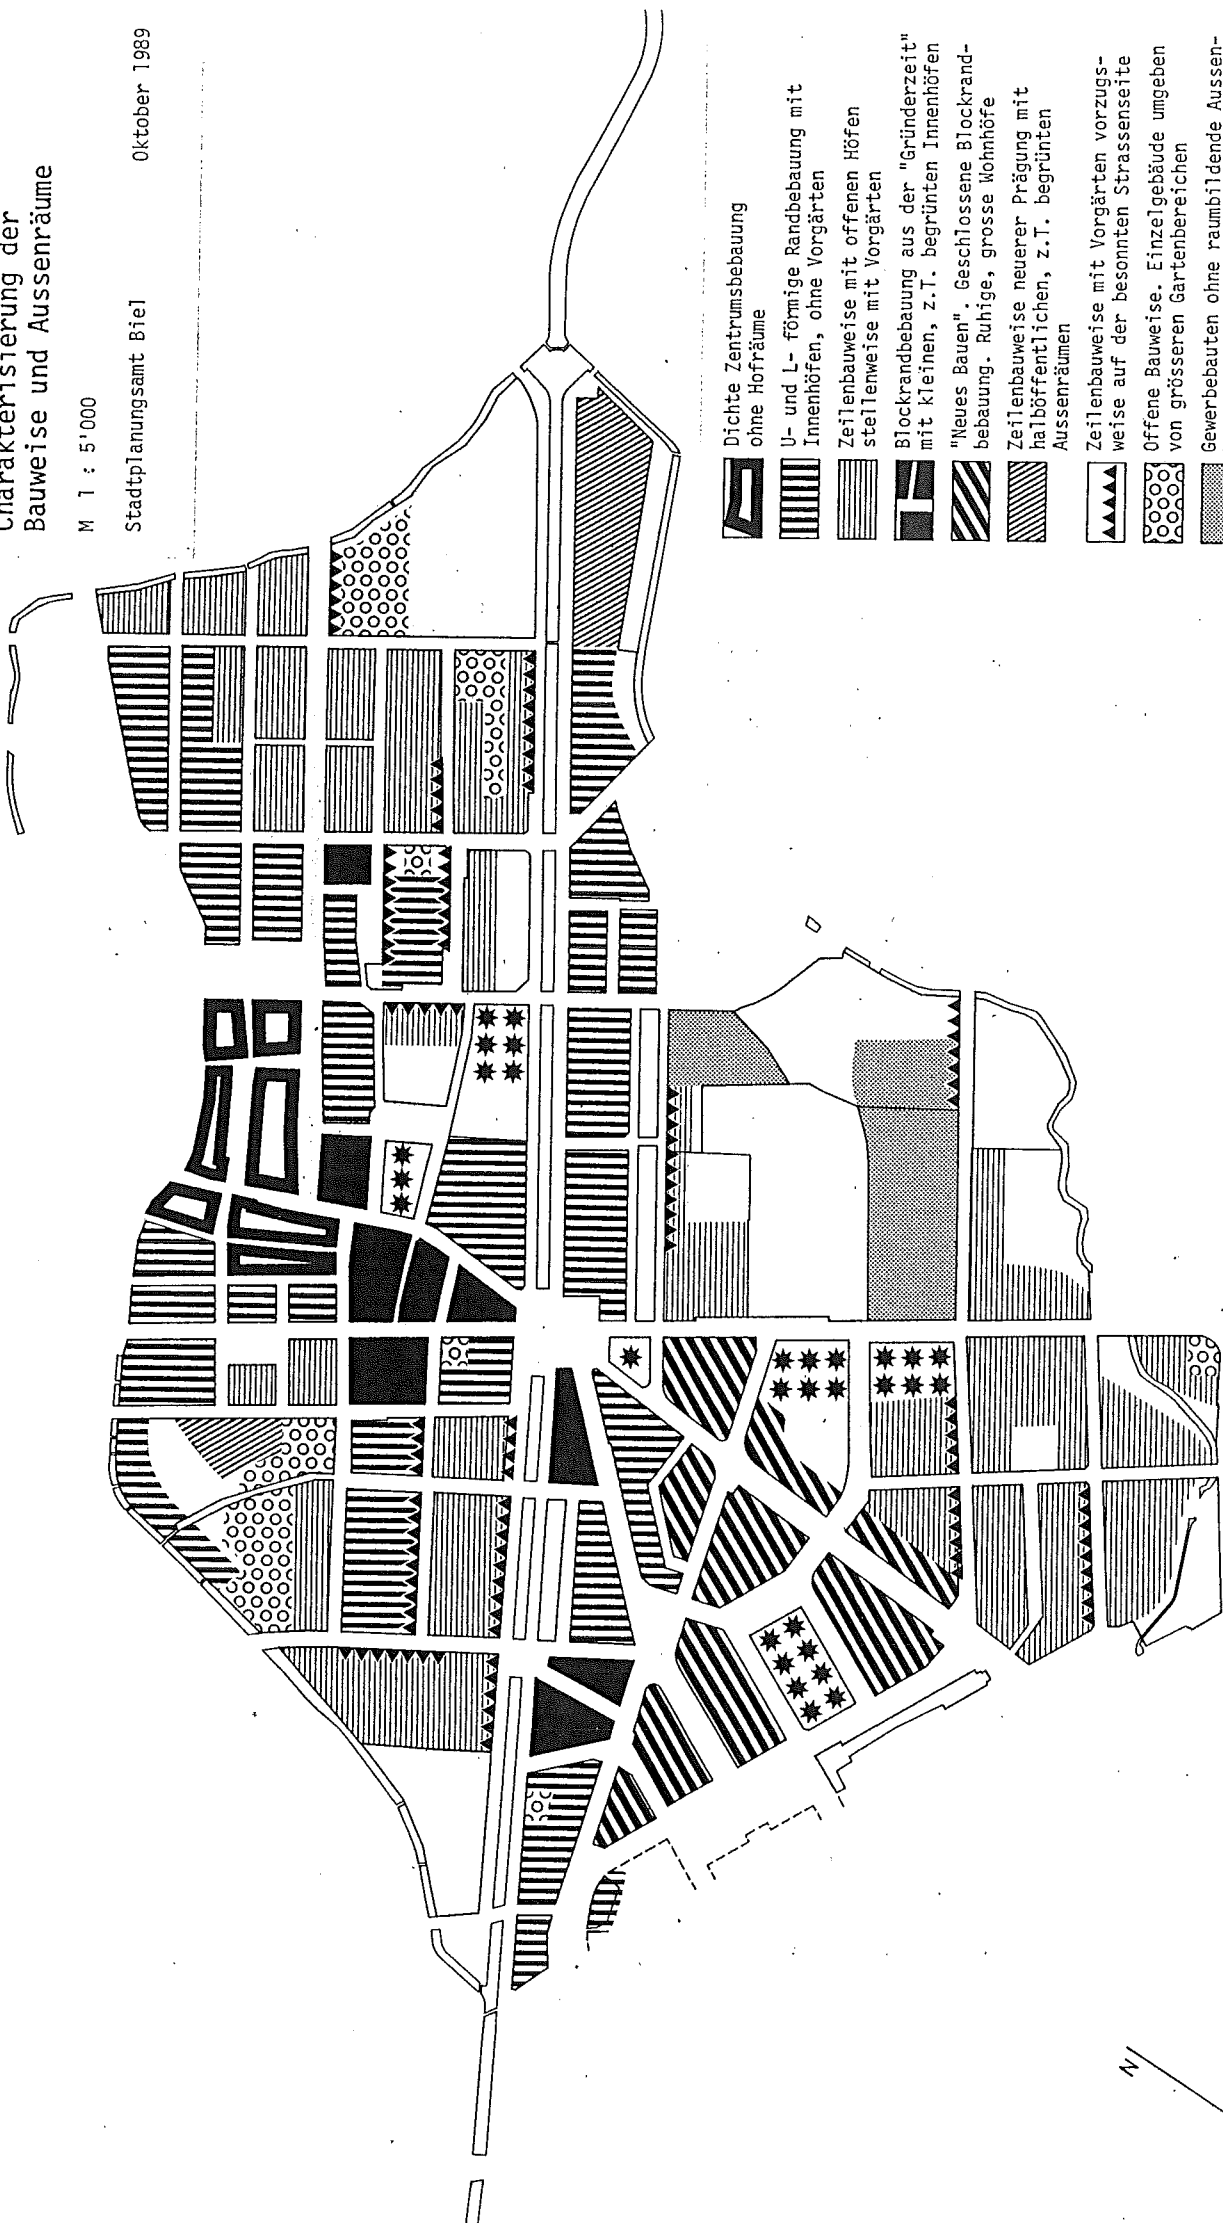 Charakterisierung der
Bauweise und Aussenräume
M 1 : 5'000
Stadtplanungsamt Biel Oktober 1989
Dichte Zentrumsbebauung
ohne Hofräume
U- und L- förmige Randbebauung mit
Innenhöfen, ohne Vorgärten
Zeilenbauweise mit offenen Höfen
stellenweise mit Vorgärten
Blockrandbebauung aus der "Gründerzeit"
mit kleinen, z.T. begrünten Innenhöfen
"Neues Bauen". Geschlossene Blockrand-
bebauung. Ruhige, grosse Wohnhöfe
Zeilenbauweise neuerer Prägung mit
halböffentlichen, z.T. begrünten
Aussenräumen
Zeilenbauweise mit Vorgärten vorzugs-
weise auf der besonnten Strassenseite
Offene Bauweise. Einzelgebäude umgeben
von grösseren Gartenbereichen
Gewerbebauten ohne raumbildende Aussen-
N